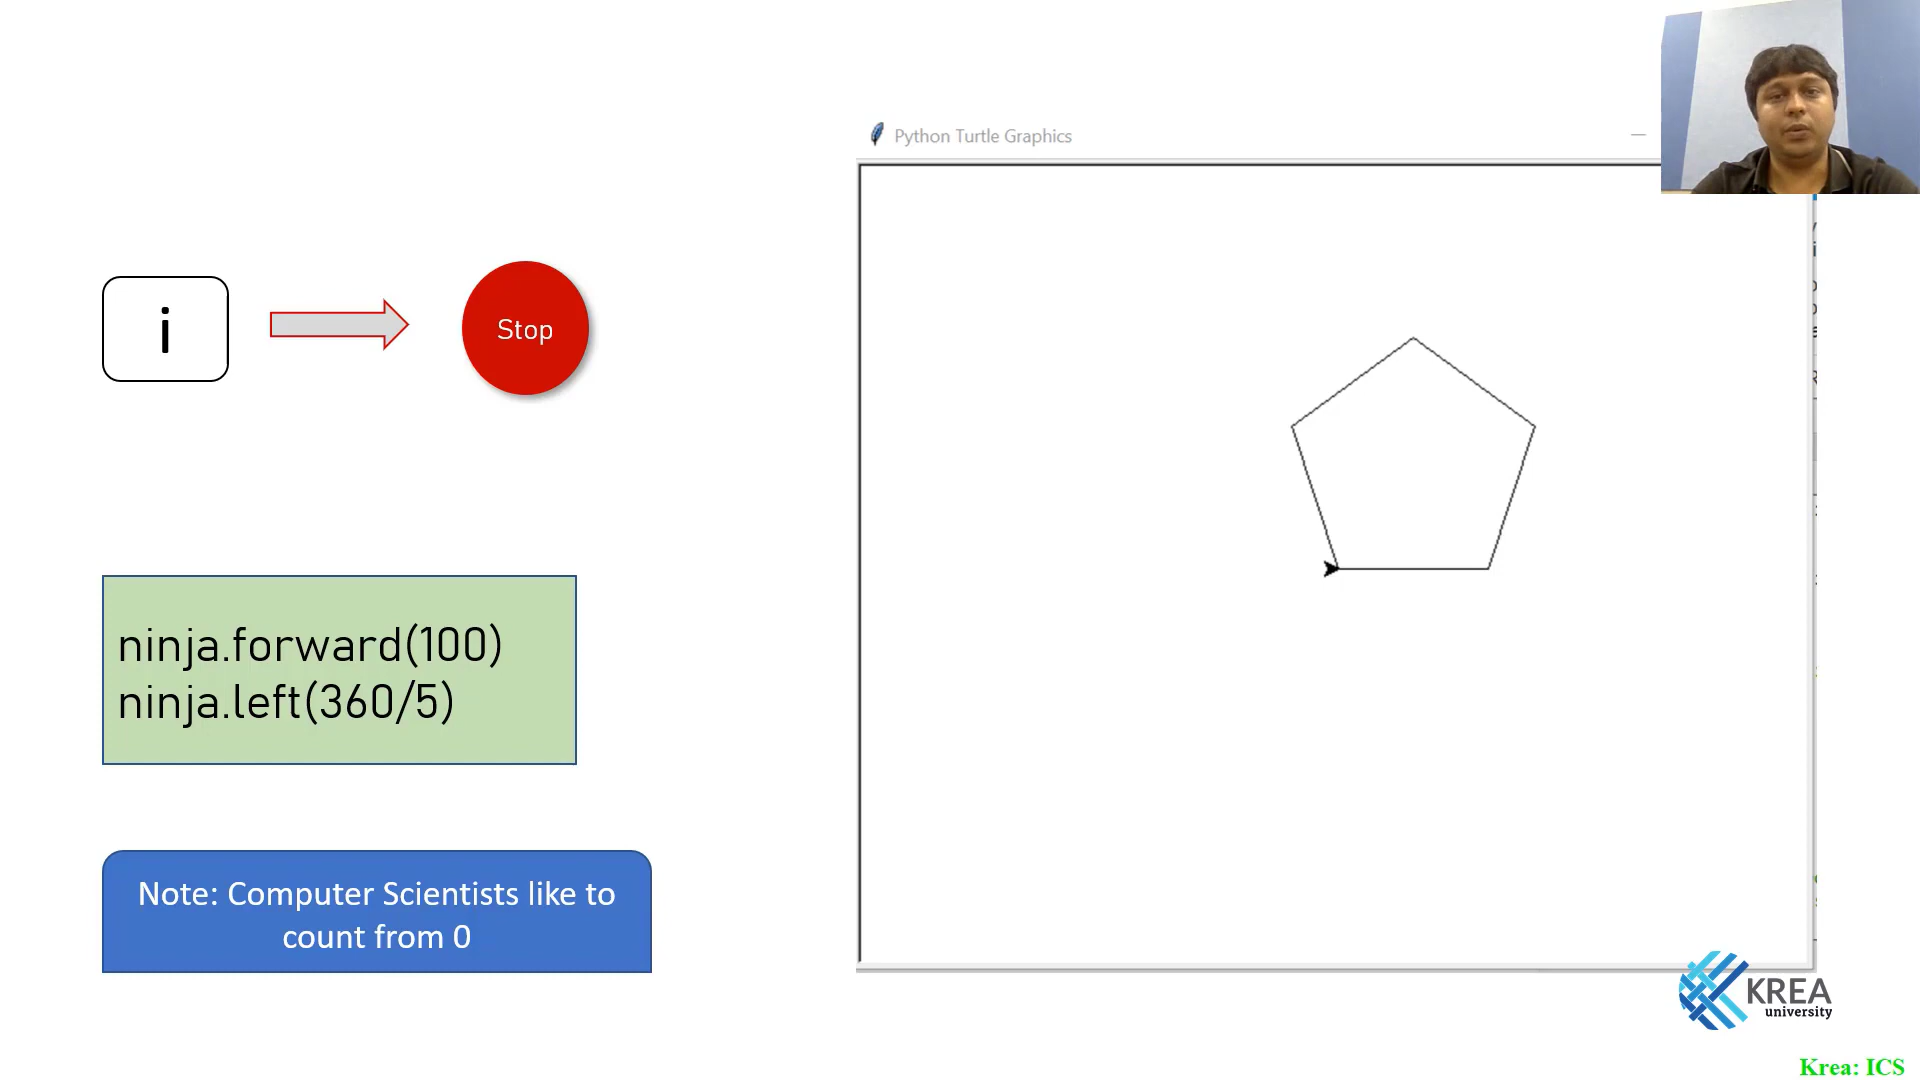 Python Turtle Graphics
i
Stop
ninja.forward(100)
ninja.left(360/5)
Note: Computer Scientists like to
count from 0
KREA
university
Krea: ICS